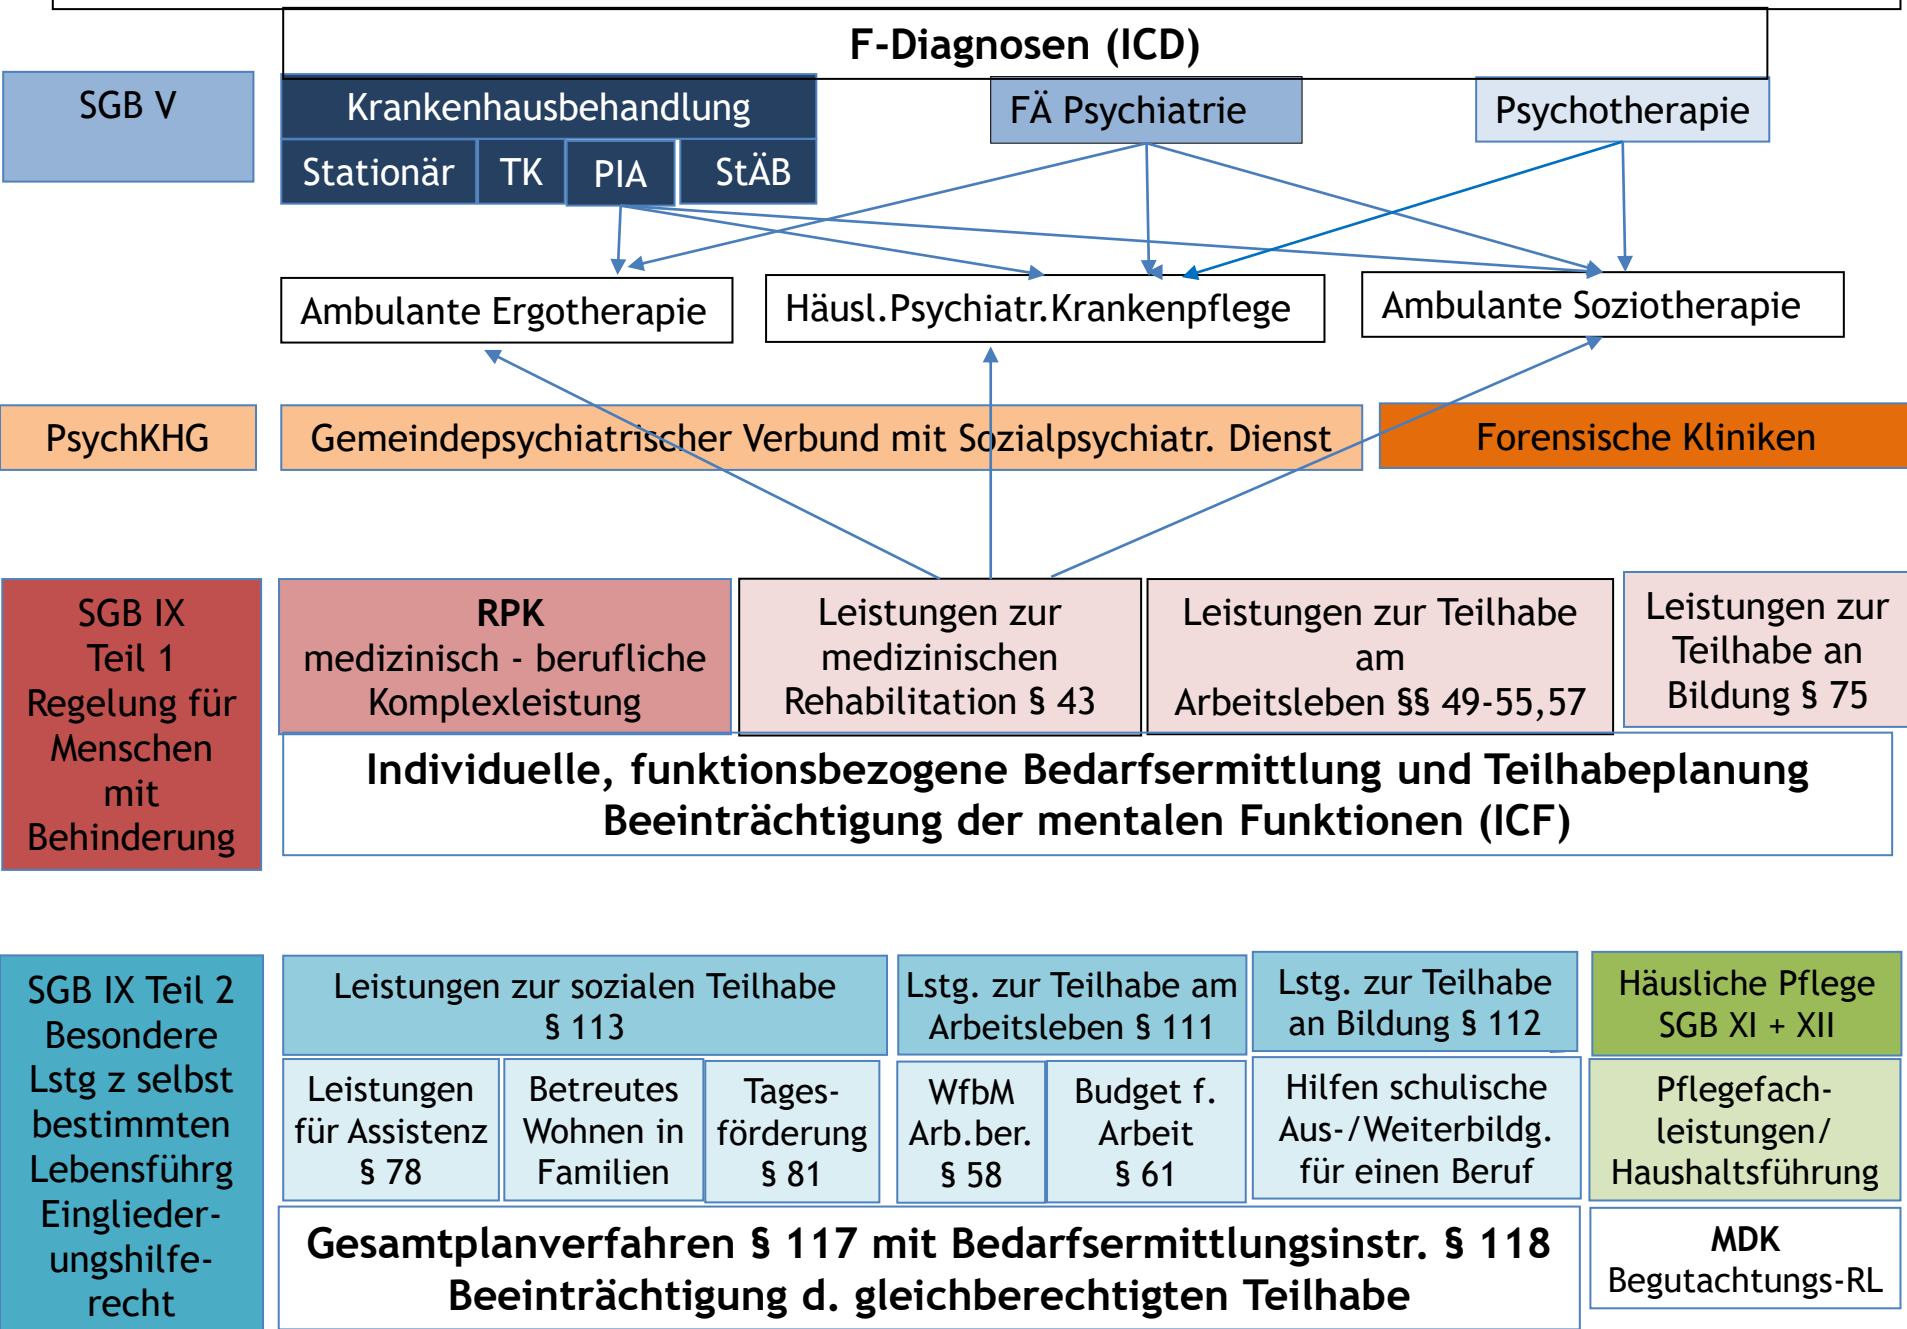 F-Diagnosen (ICD)
SGB V
Krankenhausbehandlung
FÄ Psychiatrie
Psychotherapie
Stationär
TK
PIA
StÄB
Ambulante Ergotherapie
Häusl.Psychiatr.Krankenpflege
Ambulante Soziotherapie
PsychKHG
Gemeindepsychiatrischer Verbund mit Sozialpsychiatr. Dienst
Forensische Kliniken
SGB IX
Teil 1
Regelung für
Menschen
mit
Behinderung
RPK
medizinisch - berufliche
Komplexleistung
Leistungen zur
medizinischen
Rehabilitation § 43
Leistungen zur Teilhabe
am
Arbeitsleben §§ 49-55,57
Leistungen zur
Teilhabe an
Bildung § 75
Individuelle, funktionsbezogene Bedarfsermittlung und Teilhabeplanung
Beeinträchtigung der mentalen Funktionen (ICF)
SGB IX Teil 2
Besondere
Lstg z selbst
bestimmten
Lebensführg
Einglieder-
ungshilfe-
recht
Leistungen zur sozialen Teilhabe
§ 113
Lstg. zur Teilhabe am
Arbeitsleben § 111
Lstg. zur Teilhabe
an Bildung § 112
Häusliche Pflege
SGB XI + XII
Leistungen
für Assistenz
§ 78
Betreutes
Wohnen in
Familien
Tages-
förderung
§ 81
WfbM
Arb.ber.
§ 58
Budget f.
Arbeit
§ 61
Hilfen schulische
Aus-/Weiterbildg.
für einen Beruf
Pflegefach-
leistungen/
Haushaltsführung
Gesamtplanverfahren § 117 mit Bedarfsermittlungsinstr. § 118
Beeinträchtigung d. gleichberechtigten Teilhabe
MDK
Begutachtungs-RL